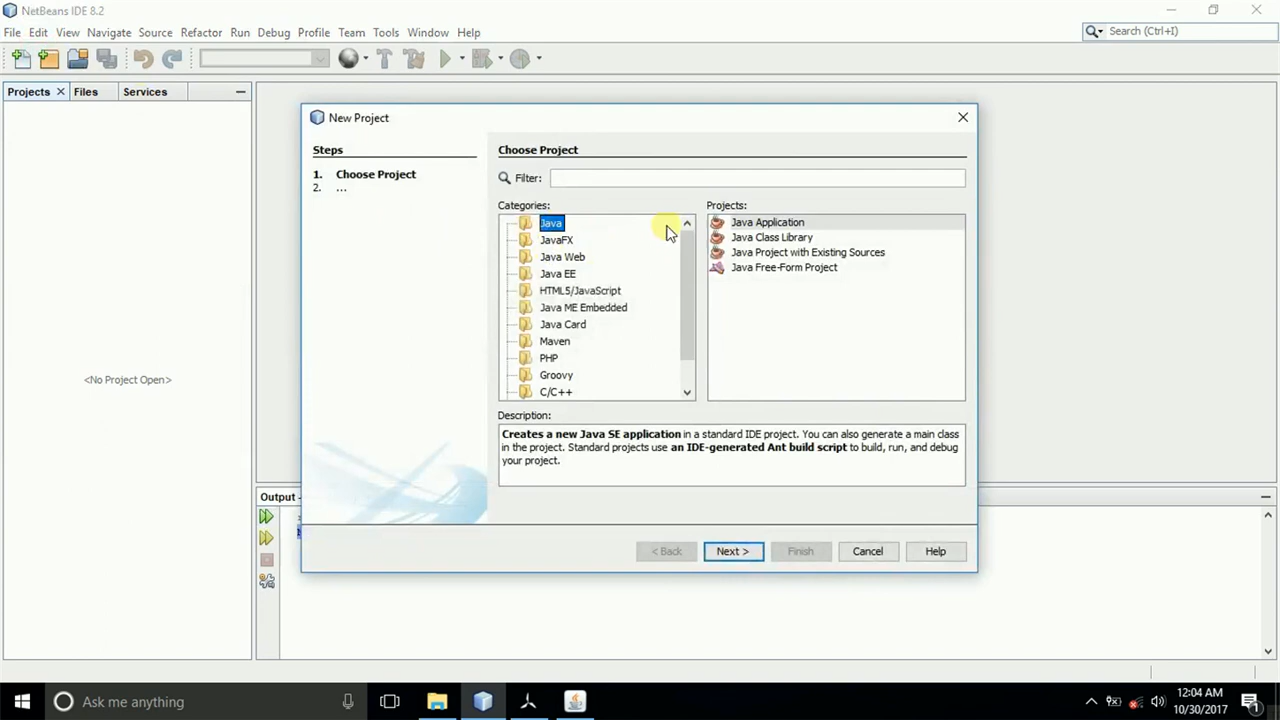 NetBeans IDE 8.2
File Edit View Navigate Source Refactor Run Debug Profile Team Tools Window Help
Search (Ctrl+I)
Projects Files Services
<No Project Open>
New Project
Steps
1. Choose Project
2. ...
Choose Project
Filter:
Categories:
Java
JavaFX
Java Web
Java EE
HTML5/JavaScript
Java ME Embedded
Java Card
Maven
PHP
Groovy
C/C++
Projects:
Java Application
Java Class Library
Java Project with Existing Sources
Java Free-Form Project
Description:
Creates a new Java SE application in a standard IDE project. You can also generate a main class
in the project. Standard projects use an IDE-generated Ant build script to build, run, and debug
your project.
< Back Next > Finish Cancel Help
Output -
Ask me anything
12:04 AM
10/30/2017
1